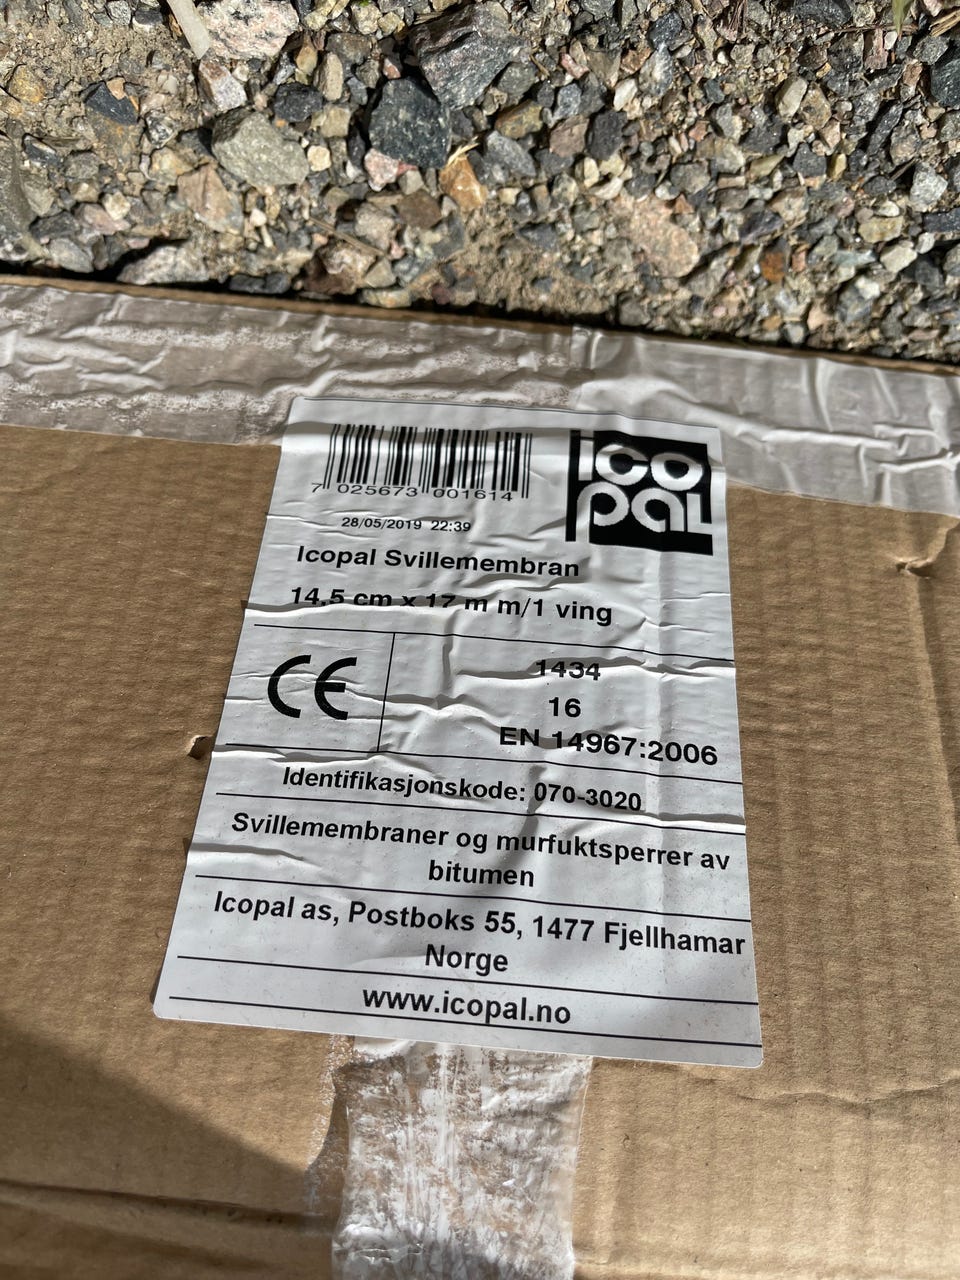 icopal
7 025673 001614
28/05/2019 22:39
Icopal Svillemembran
14,5 cm x 17 m m/1 ving
CE
1434
16
EN 14967:2006
Identifikasjonskode: 070-3020
Svillemembraner og murfuktsperrer av
bitumen
Icopal as, Postboks 55, 1477 Fjellhamar
Norge
www.icopal.no